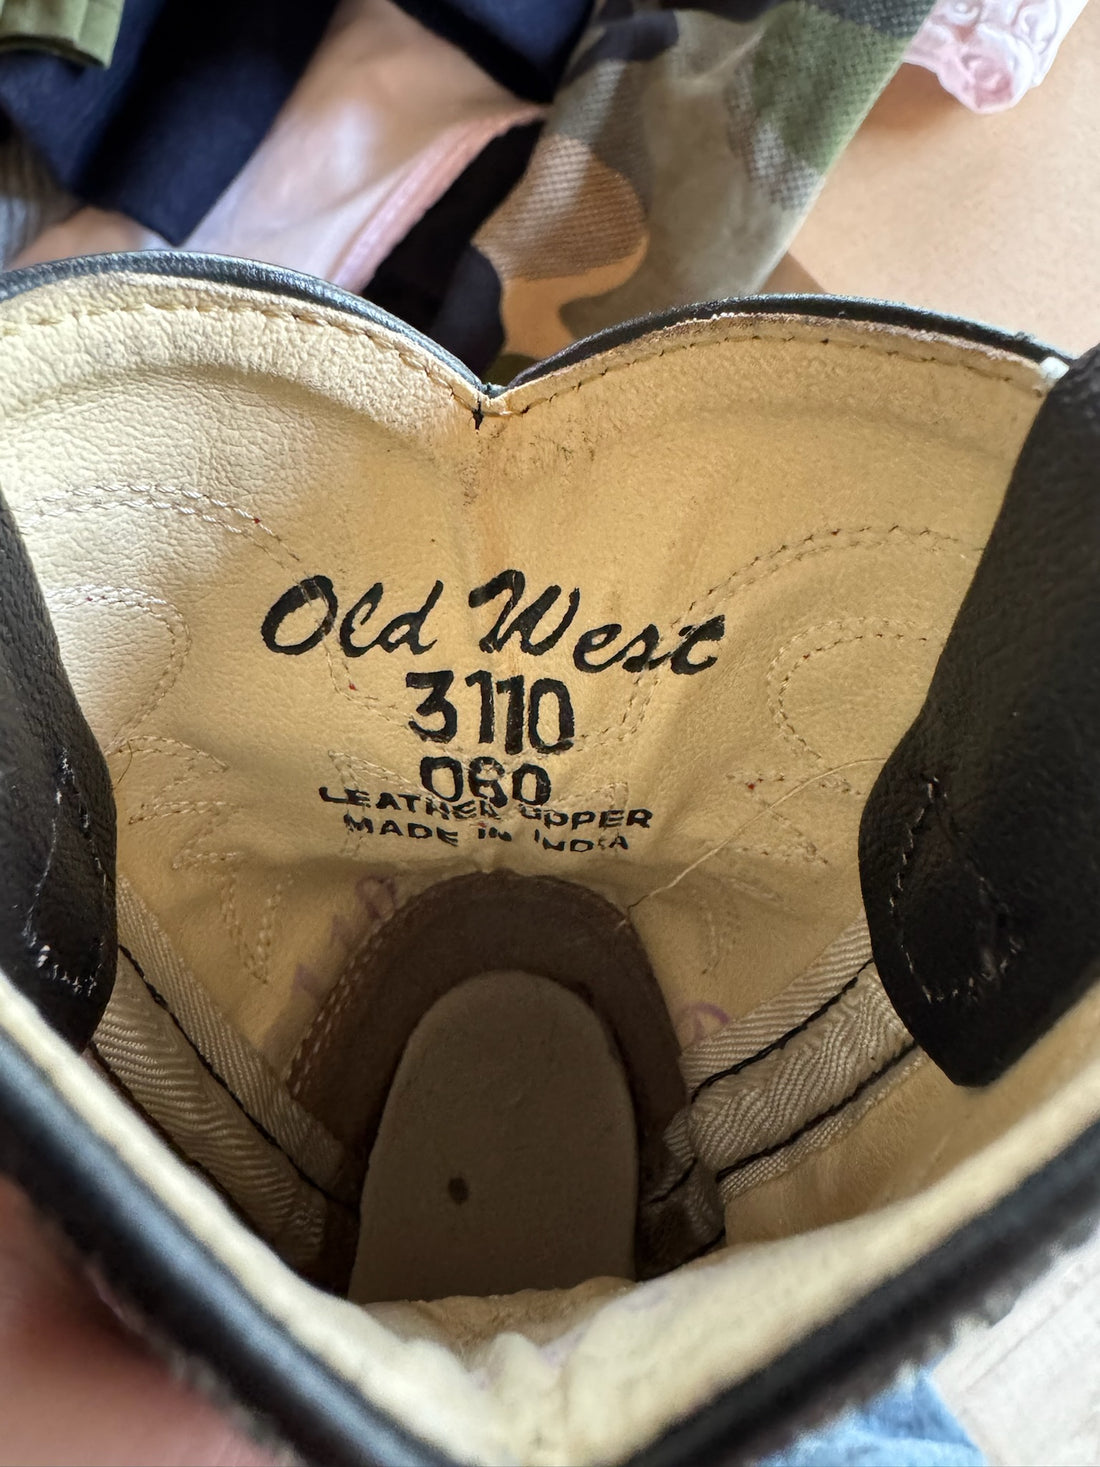 Old West
3110
060
LEATHER UPPER
MADE IN INDIA